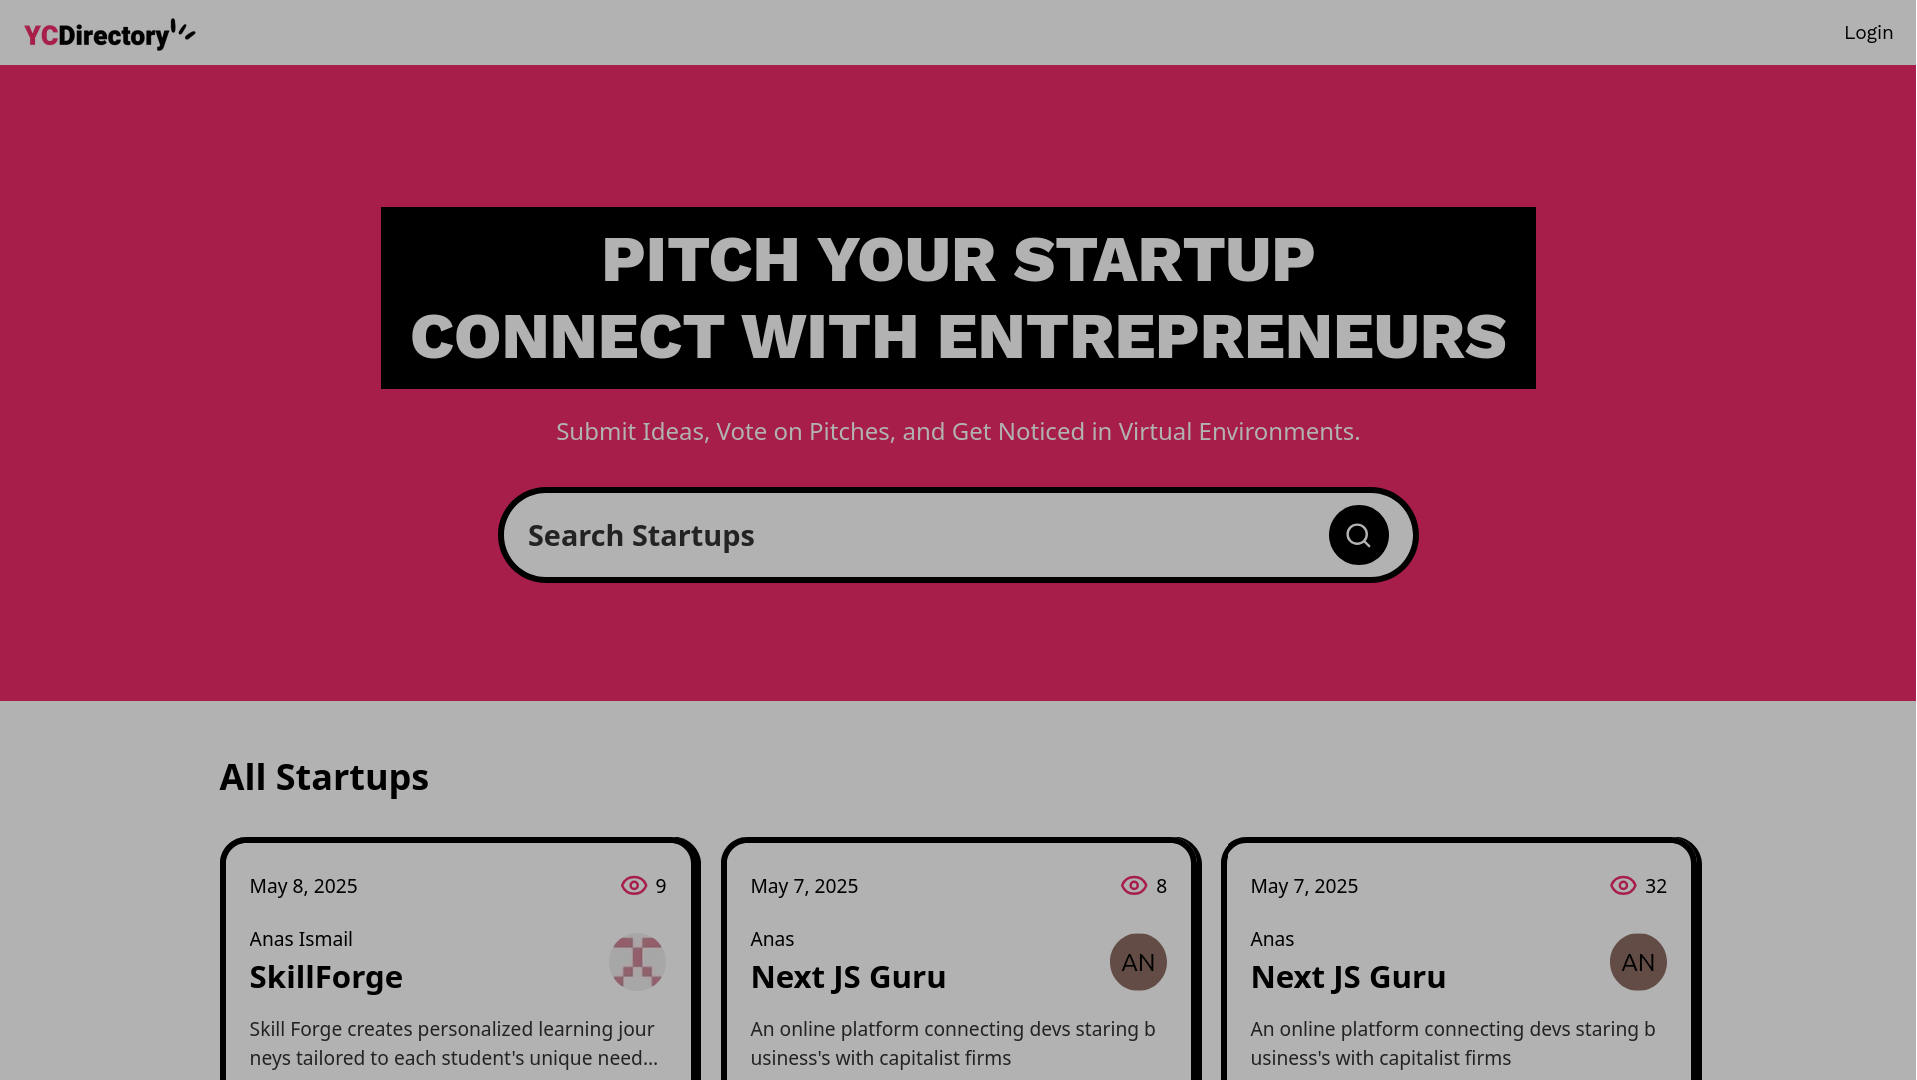 YCDirectory
Login
PITCH YOUR STARTUP
CONNECT WITH ENTREPRENEURS
Submit Ideas, Vote on Pitches, and Get Noticed in Virtual Environments.
Search Startups
All Startups
May 8, 2025
9
Anas Ismail
SkillForge
Skill Forge creates personalized learning jour
neys tailored to each student's unique need...
May 7, 2025
8
Anas
Next JS Guru
AN
An online platform connecting devs staring b
usiness's with capitalist firms
May 7, 2025
32
Anas
Next JS Guru
AN
An online platform connecting devs staring b
usiness's with capitalist firms